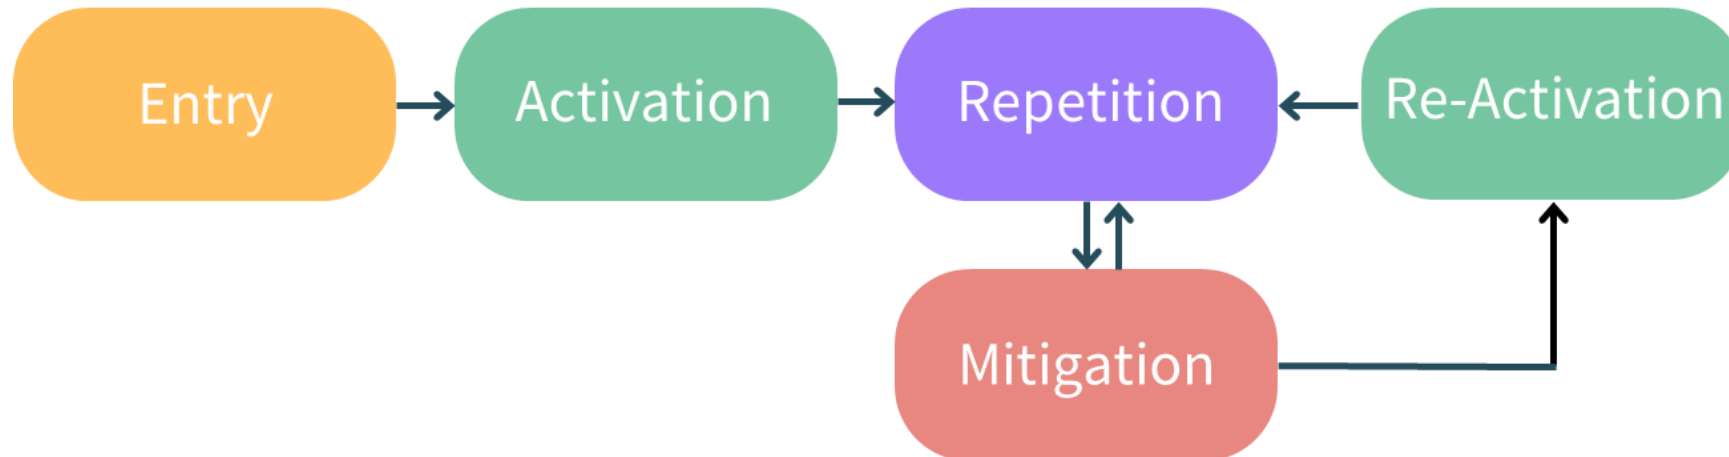 Entry
Activation
Repetition
Re-Activation
Mitigation